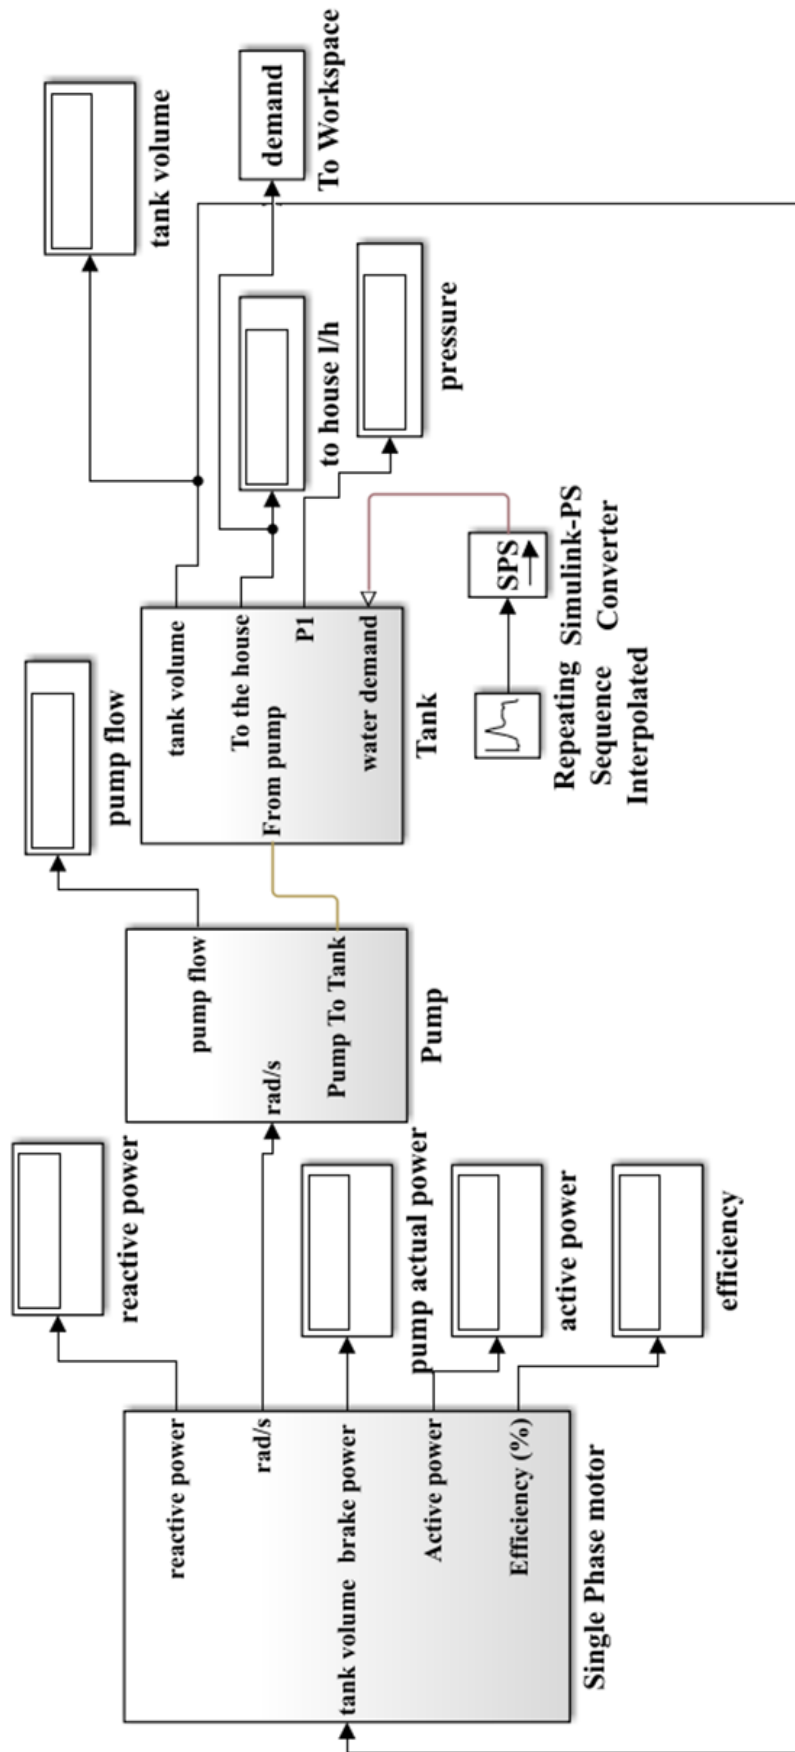 reactive power
rad/s
tank volume
brake power
Active power
Efficiency (%)
Single Phase motor
reactive power
pump actual power
active power
efficiency
pump flow
rad/s
Pump To Tank
Pump
pump flow
tank volume
To the house
From pump
P1
water demand
Tank
tank volume
demand
To Workspace
to house l/h
pressure
SPS
Simulink-PS
Converter
Repeating
Sequence
Interpolated